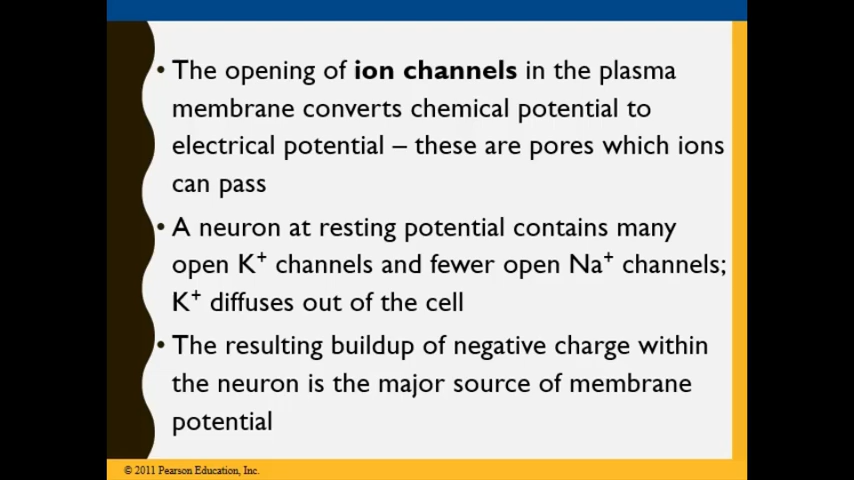 • The opening of ion channels in the plasma
membrane converts chemical potential to
electrical potential – these are pores which ions
can pass
• A neuron at resting potential contains many
open K⁺ channels and fewer open Na⁺ channels;
K⁺ diffuses out of the cell
• The resulting buildup of negative charge within
the neuron is the major source of membrane
potential
© 2011 Pearson Education, Inc.